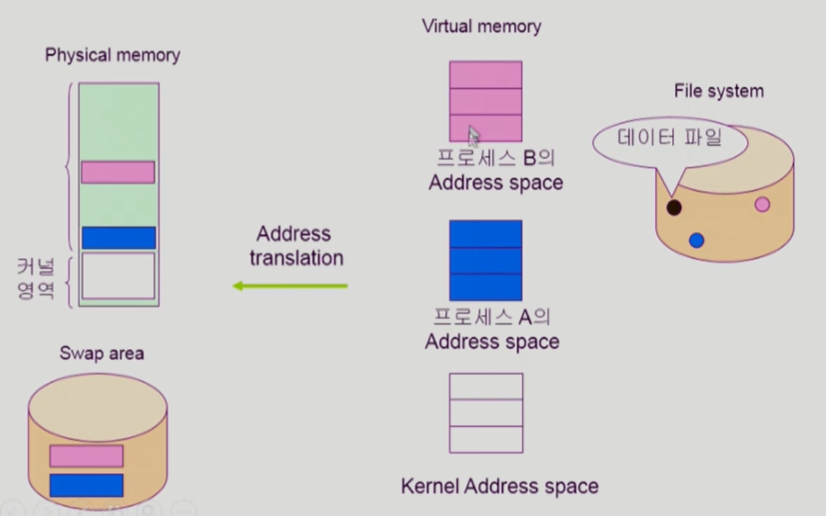 Virtual memory
Physical memory
File system
데이터 파일
프로세스 B의
Address space
Address
translation
커널
영역
프로세스 A의
Address space
Swap area
Kernel Address space